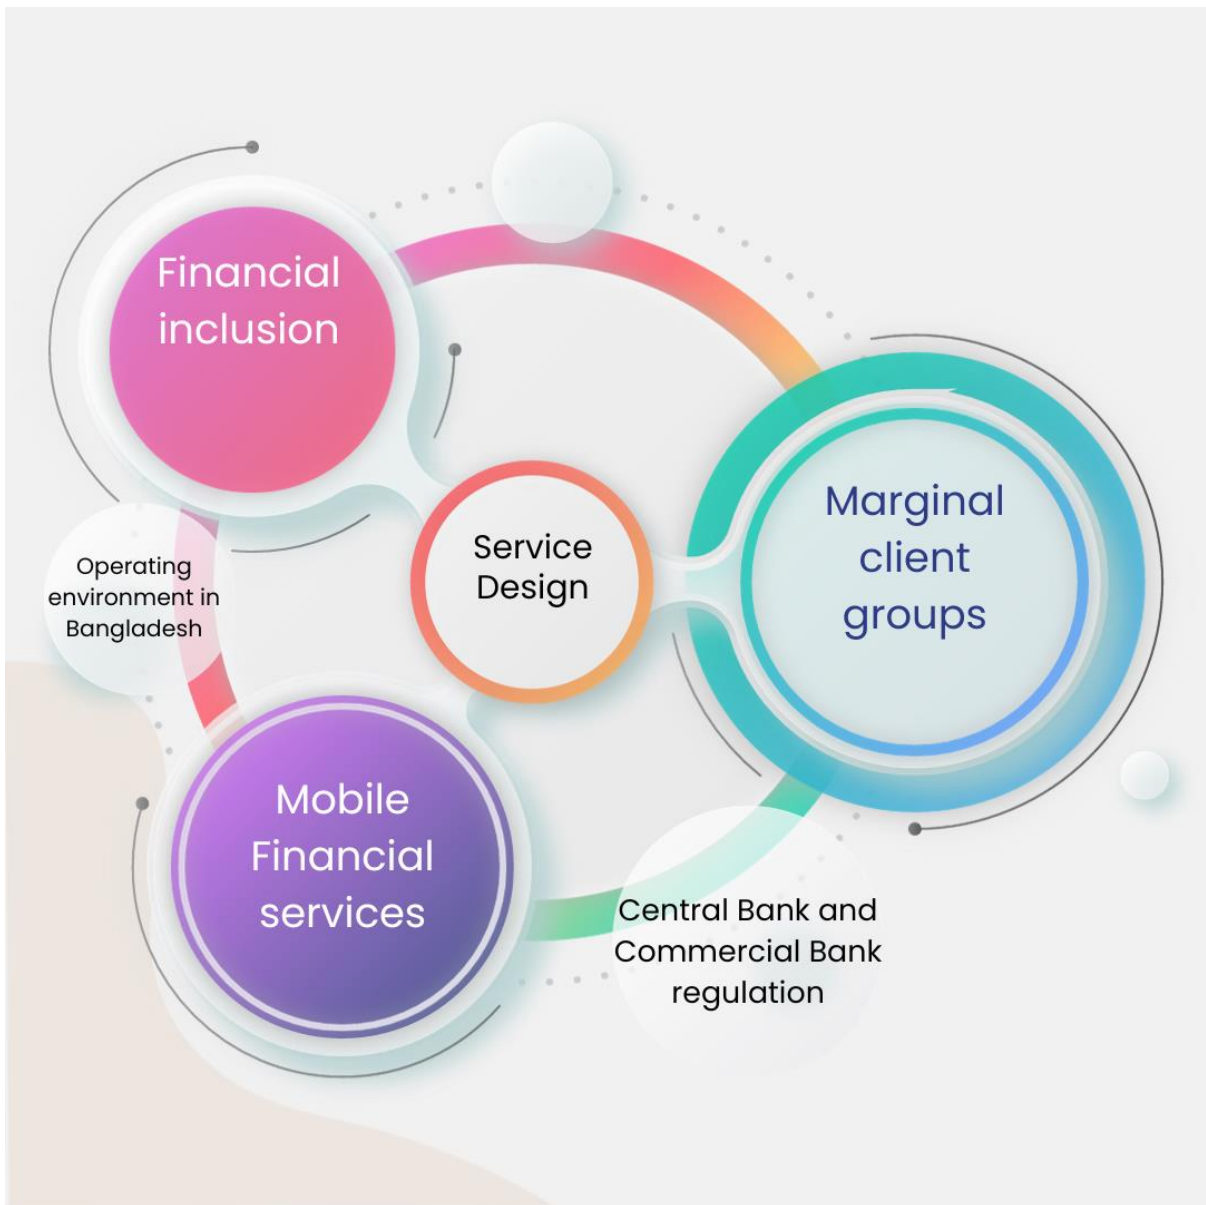 Financial
inclusion
Service
Design
Marginal
client
groups
Operating
environment in
Bangladesh
Mobile
Financial
services
Central Bank and
Commercial Bank
regulation